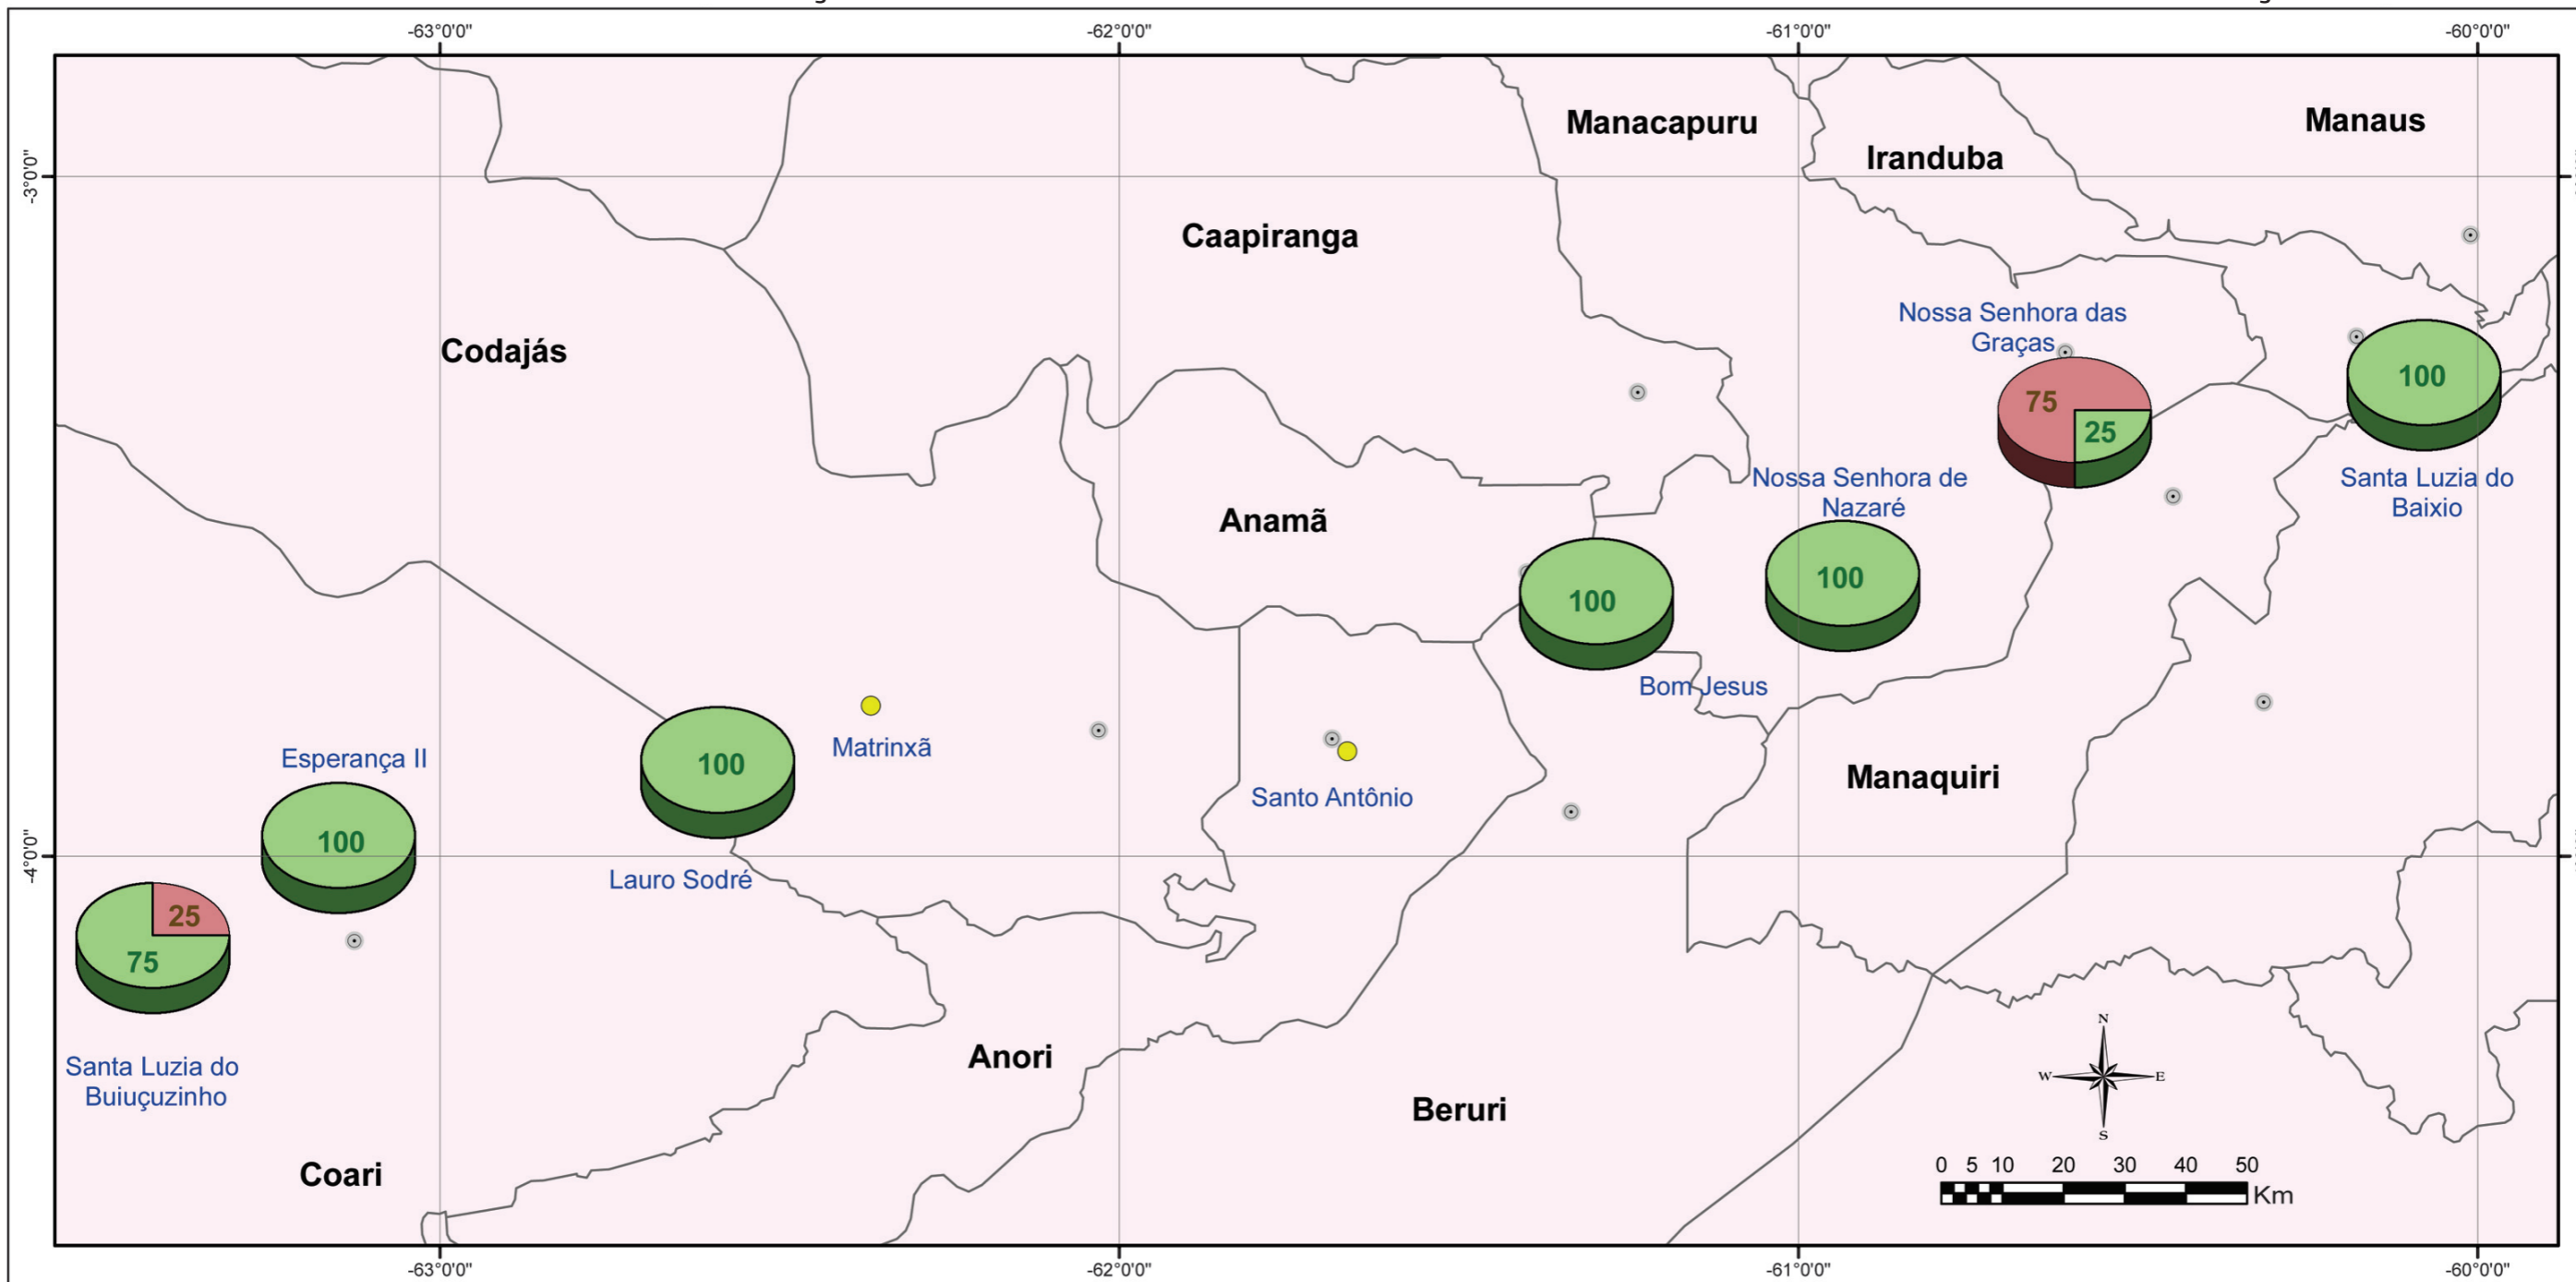 -63°0'0"
-62°0'0"
-61°0'0"
-60°0'0"
Manacapuru
Manaus
Iranduba
-3°0'0"
Caapiranga
Nossa Senhora das
Graças
Codajás
100
75
25
Nossa Senhora de
Nazaré
Santa Luzia do
Baixio
Anamã
100
100
Bom Jesus
Matrinxã
Esperança II
100
Santo Antônio
Manaquiri
100
-4°0'0"
Lauro Sodré
25
75
Santa Luzia do
Buiuçuzinho
Anori
Beruri
Coari
N
W
E
S
0 5 10 20 30 40 50
Km
-63°0'0"
-62°0'0"
-61°0'0"
-60°0'0"